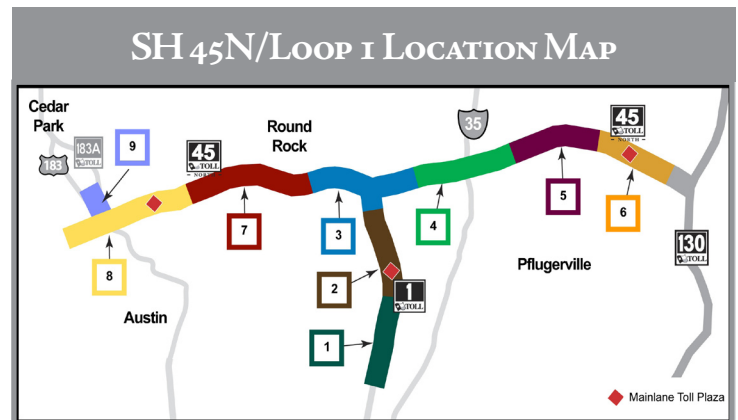 SH 45N/Loop 1 Location Map
Cedar
Park
183A
TOLL
183
9
45
TOLL
NORTH
Round
Rock
35
45
TOLL
NORTH
7
3
4
5
6
8
2
1
TOLL
130
TOLL
Pflugerville
Austin
1
Mainlane Toll Plaza